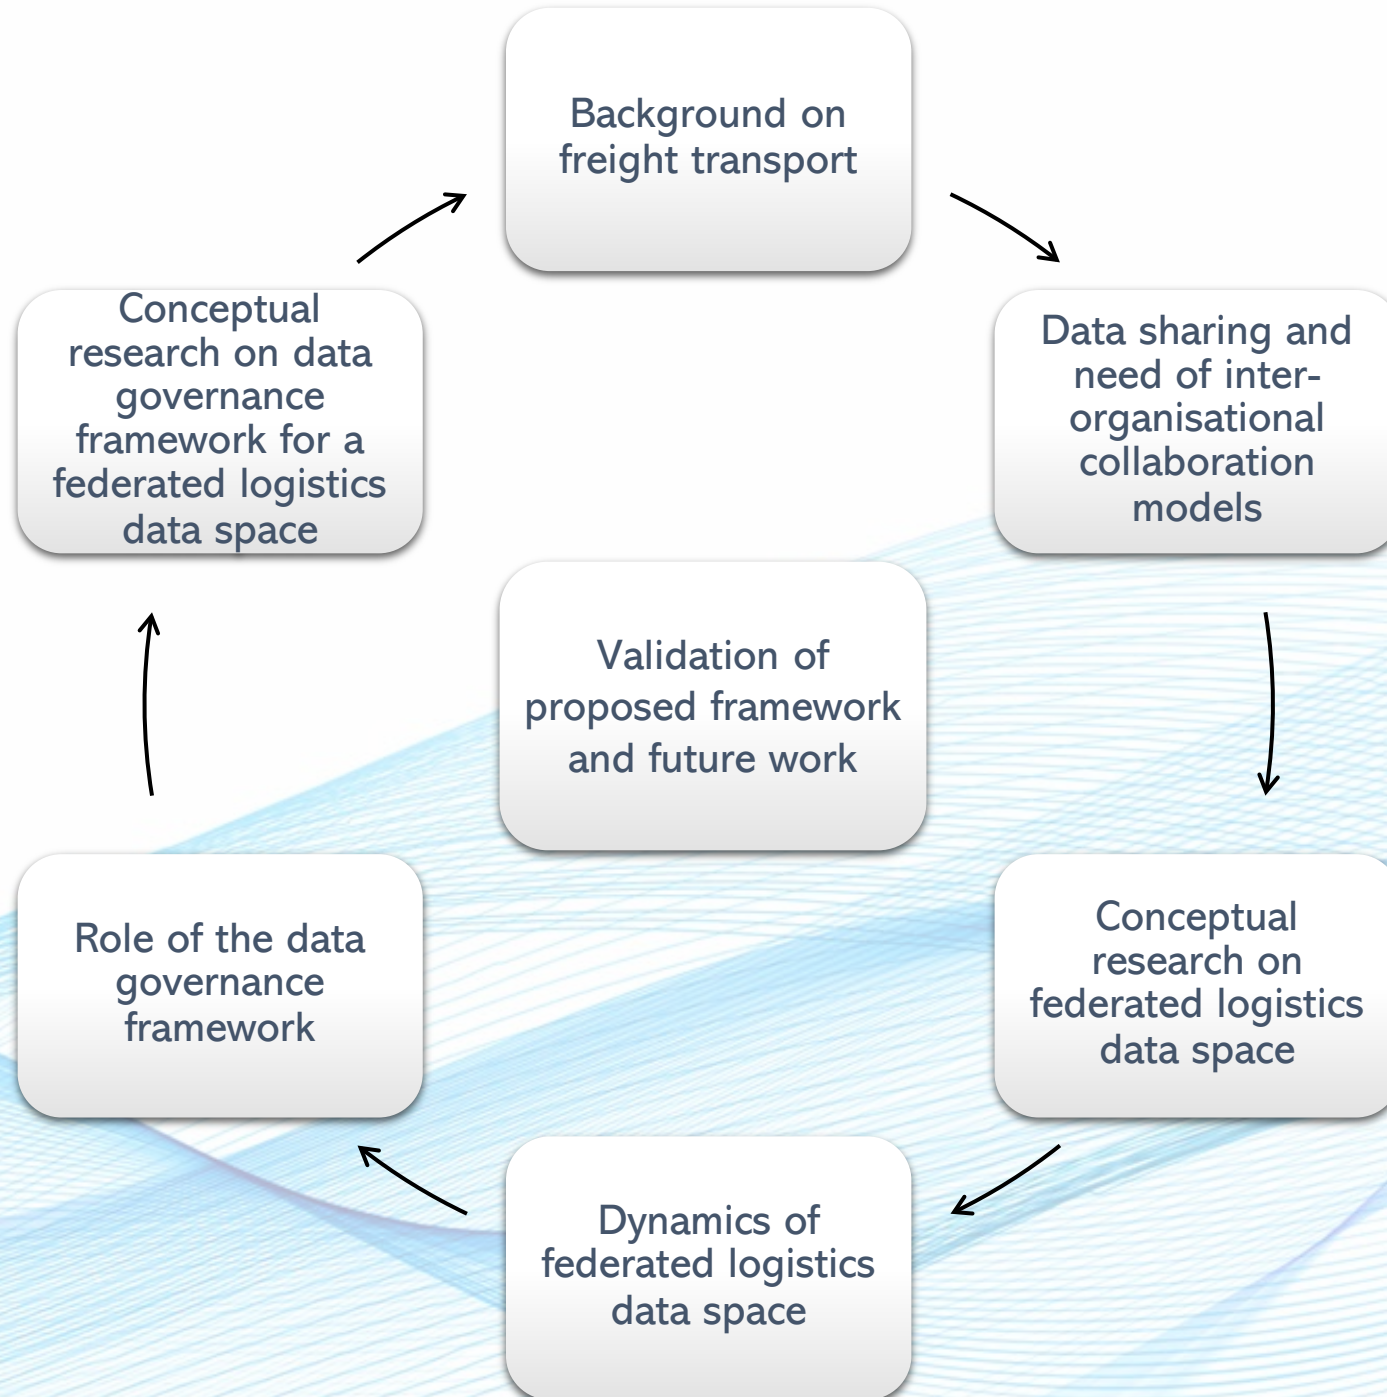 Background on
freight transport
Data sharing and
need of inter-
organisational
collaboration
models
Conceptual
research on
federated logistics
data space
Dynamics of
federated logistics
data space
Role of the data
governance
framework
Conceptual
research on data
governance
framework for a
federated logistics
data space
Validation of
proposed framework
and future work